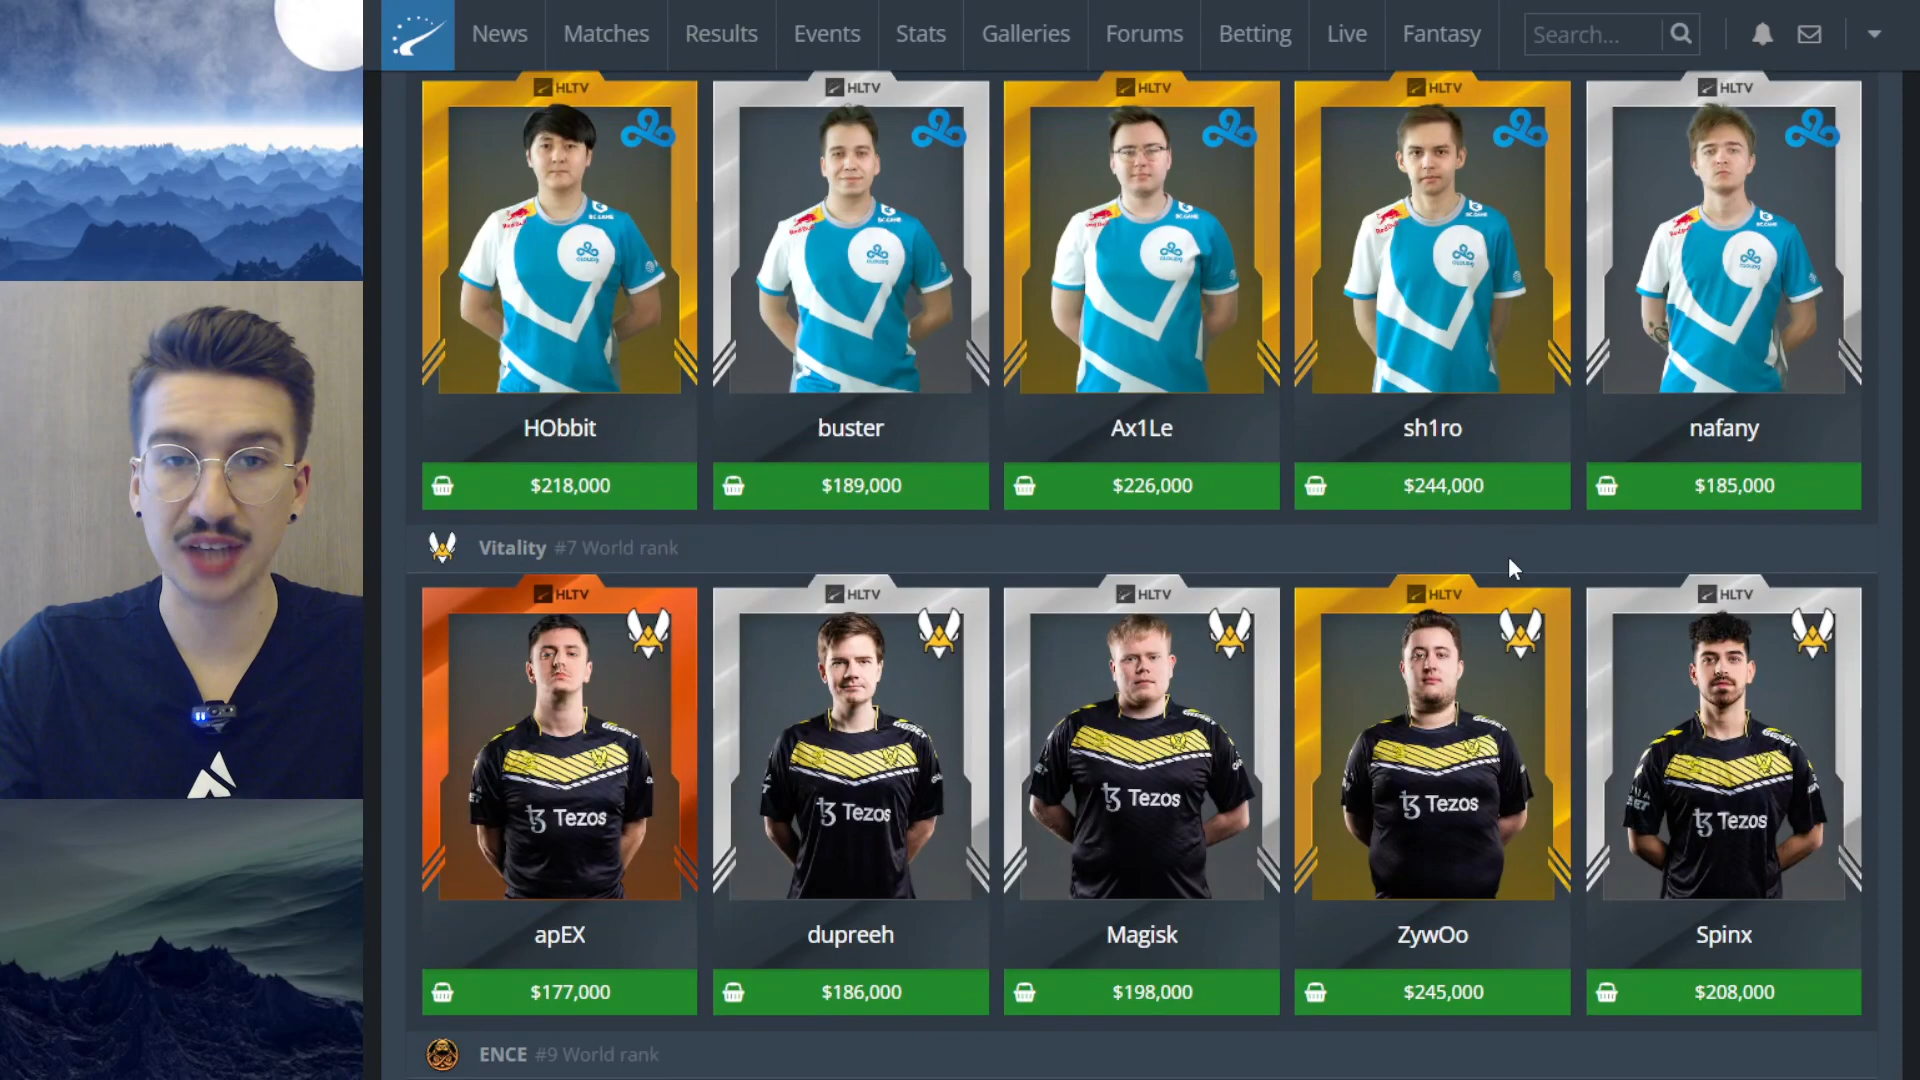 News Matches Results Events Stats Galleries Forums Betting Live Fantasy Search...
HLTV HLTV HLTV HLTV HLTV
HObbit buster Ax1Le sh1ro nafany
$218,000 $189,000 $226,000 $244,000 $185,000
Vitality #7 World rank
HLTV HLTV HLTV HLTV HLTV
Tezos Tezos Tezos Tezos Tezos
apEX dupreeh Magisk ZywOo Spinx
$177,000 $186,000 $198,000 $245,000 $208,000
ENCE #9 World rank